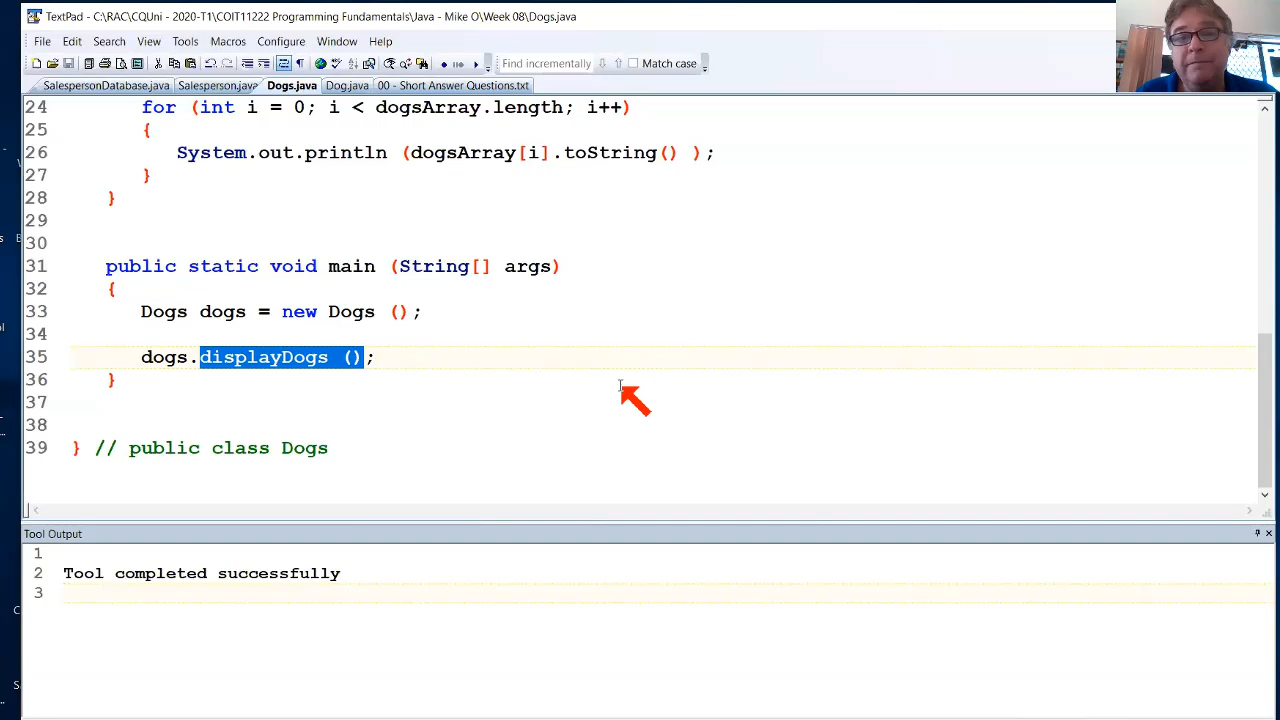 TextPad - C:\RAC\CQUni - 2020-T1\COIT11222 Programming Fundamentals\Java - Mike O\Week 08\Dogs.java
File Edit Search View Tools Macros Configure Window Help
Find incrementally Match case
SalespersonDatabase.java Salesperson.java Dogs.java Dog.java 00 - Short Answer Questions.txt
24 for (int i = 0; i < dogsArray.length; i++)
25 {
26 System.out.println (dogsArray[i].toString() );
27 }
28 }
29
30
31 public static void main (String[] args)
32 {
33 Dogs dogs = new Dogs ();
34
35 dogs.displayDogs ();
36 }
37
38
39 } // public class Dogs
Tool Output
1
2 Tool completed successfully
3